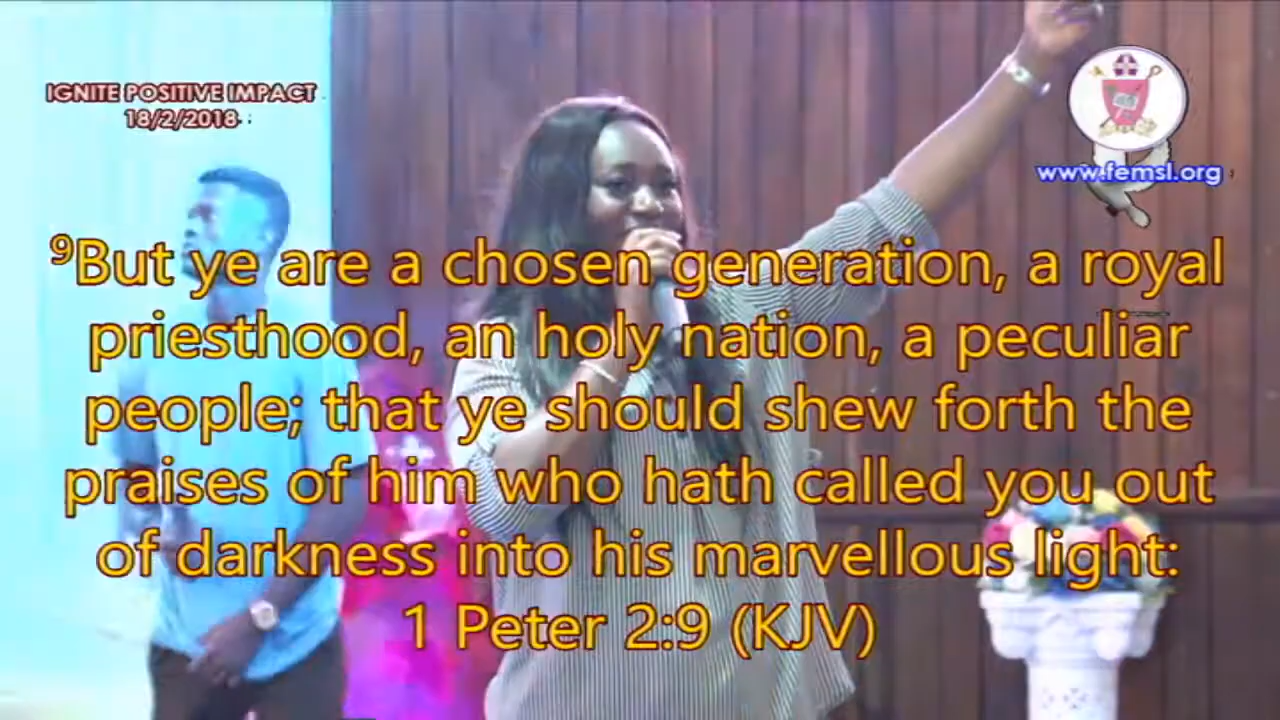 IGNITE POSITIVE IMPACT
18/2/2018
www.femsl.org
⁹But ye are a chosen generation, a royal
priesthood, an holy nation, a peculiar
people; that ye should shew forth the
praises of him who hath called you out
of darkness into his marvellous light:
1 Peter 2:9 (KJV)